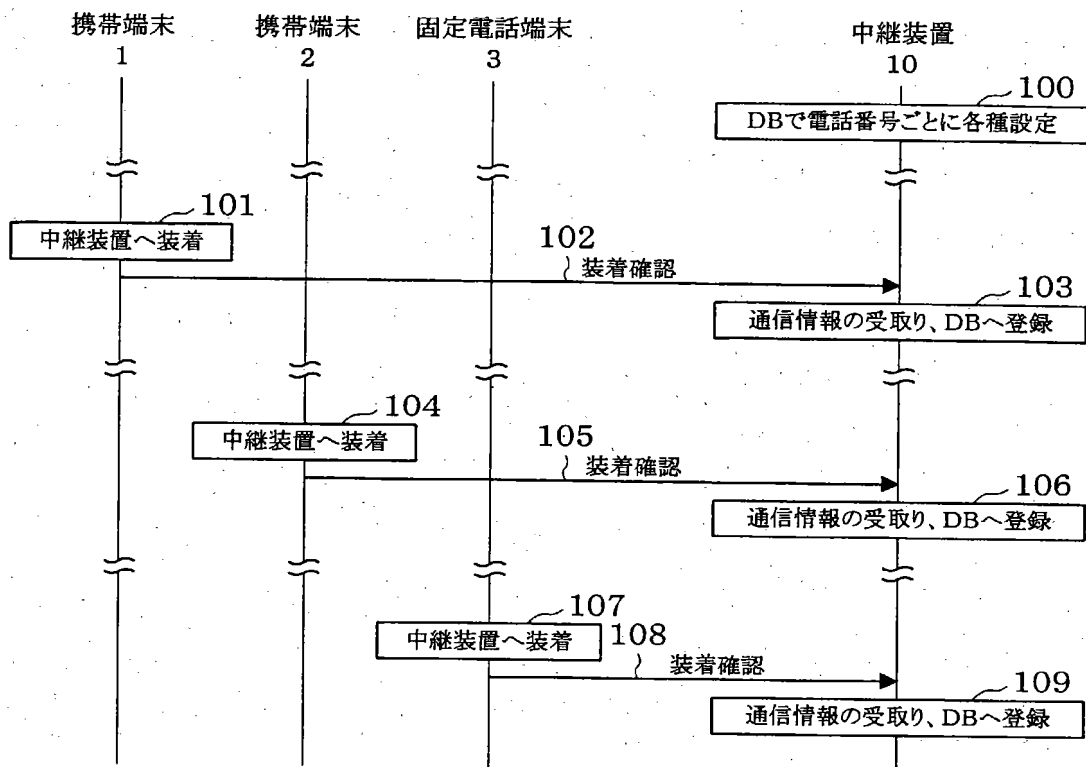 携帯端末
1
携帯端末
2
固定電話端末
3
中継装置
10
100
DBで電話番号ごとに各種設定
101
中継装置へ装着
102
装着確認
103
通信情報の受取り、DBへ登録
104
中継装置へ装着
105
装着確認
106
通信情報の受取り、DBへ登録
107
中継装置へ装着
108
装着確認
109
通信情報の受取り、DBへ登録